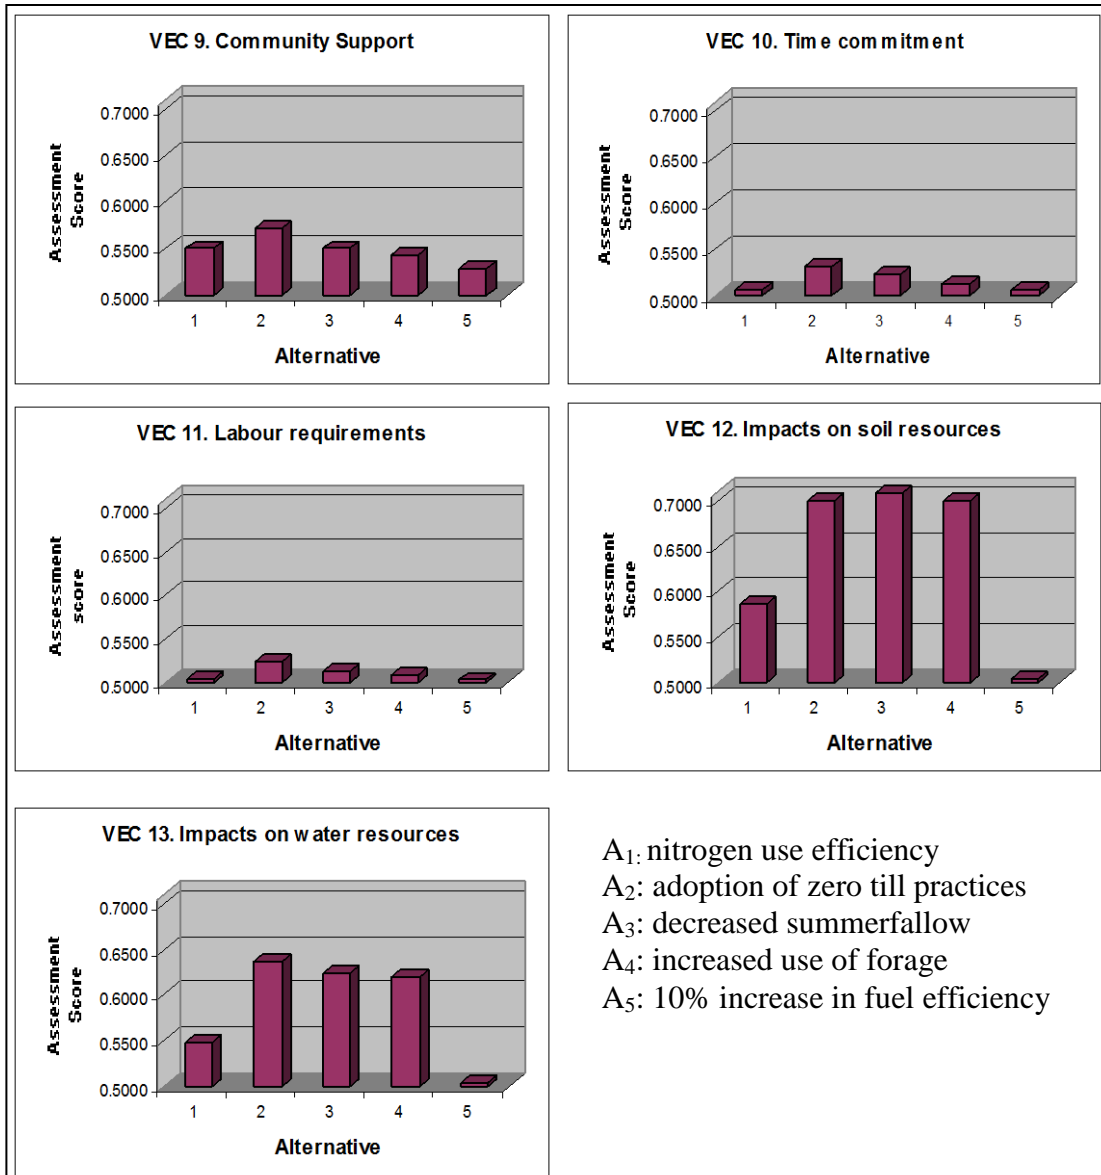 VEC 9. Community Support
Assessment
Score
0.7000
0.6500
0.6000
0.5500
0.5000
1 2 3 4 5
Alternative
VEC 10. Time commitment
Assessment
Score
0.7000
0.6500
0.6000
0.5500
0.5000
1 2 3 4 5
Alternative
VEC 11. Labour requirements
Assessment
score
0.7000
0.6500
0.6000
0.5500
0.5000
1 2 3 4 5
Alternative
VEC 12. Impacts on soil resources
Assessment
Score
0.7000
0.6500
0.6000
0.5500
0.5000
1 2 3 4 5
Alternative
VEC 13. Impacts on water resources
Assessment
Score
0.7000
0.6500
0.6000
0.5500
0.5000
1 2 3 4 5
Alternative
A1: nitrogen use efficiency
A2: adoption of zero till practices
A3: decreased summerfallow
A4: increased use of forage
A5: 10% increase in fuel efficiency